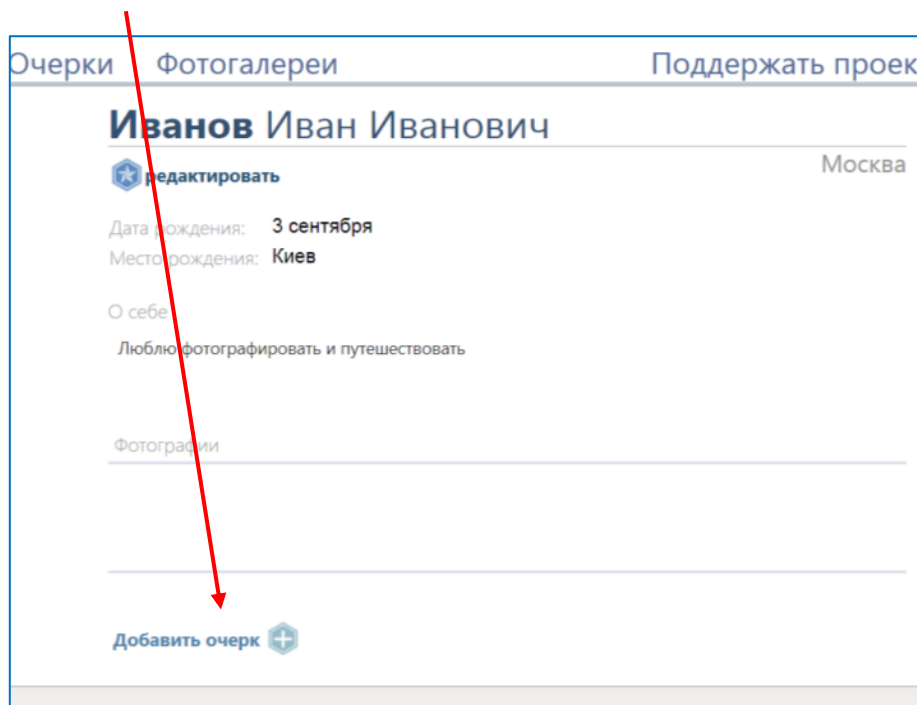 Очерки Фотогалереи Поддержать проек
Иванов Иван Иванович
редактировать Москва
Дата рождения: 3 сентября
Место рождения: Киев
О себе
Люблю фотографировать и путешествовать
Фотографии
Добавить очерк